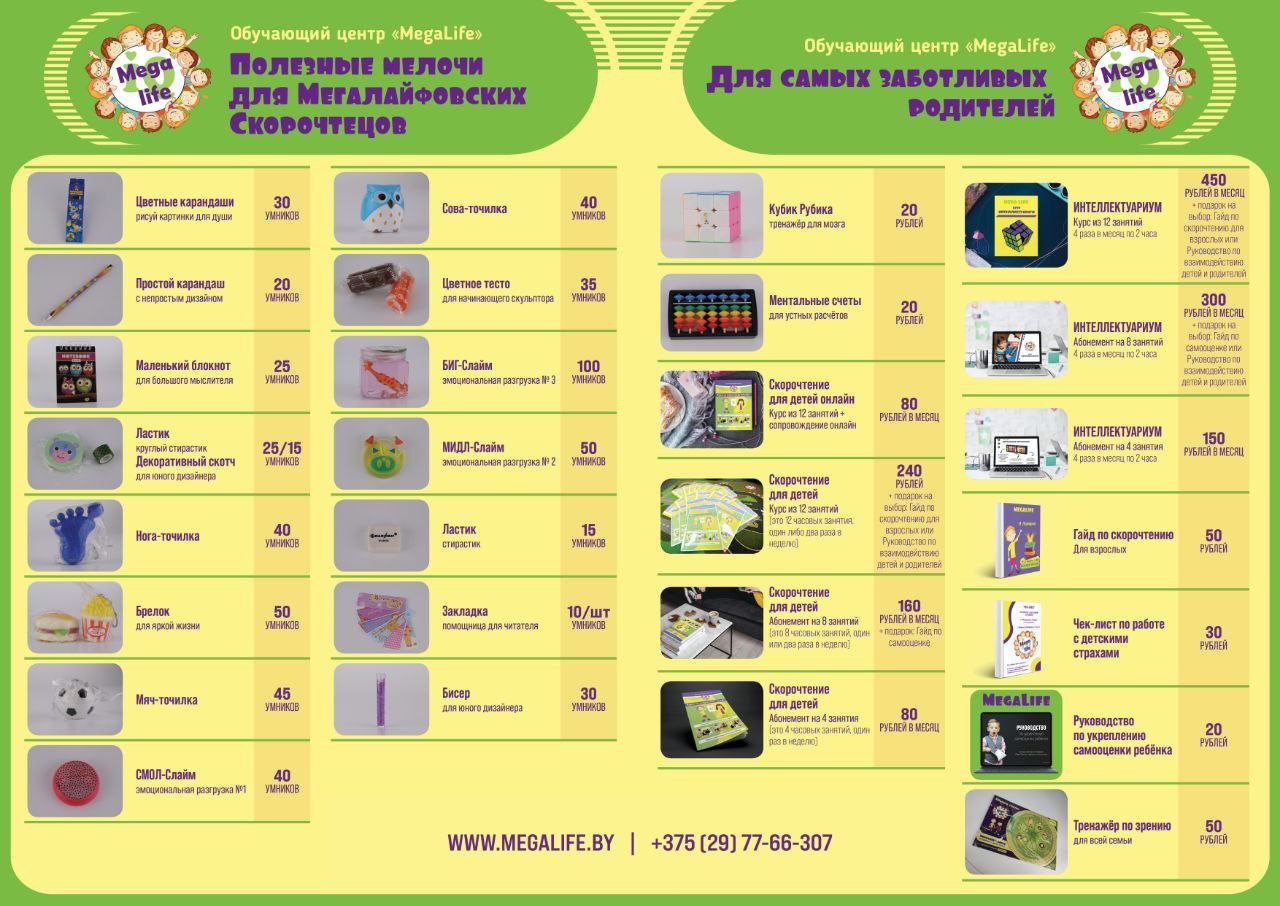 Обучающий центр «MegaLife»
Полезные мелочи
для Мегалайфовских
Скорочтецов
Mega
life
Цветные карандаши
рисуй картинки для души
30
УМНИКОВ
Простой карандаш
с непростым дизайном
20
УМНИКОВ
Маленький блокнот
для большого мыслителя
25
УМНИКОВ
Ластик
круглый стирастик
Декоративный скотч
для юного дизайнера
25/15
УМНИКОВ
Нога-точилка
40
УМНИКОВ
Брелок
для яркой жизни
50
УМНИКОВ
Мяч-точилка
45
УМНИКОВ
СМОЛ-Слайм
эмоциональная разгрузка №1
40
УМНИКОВ
Сова-точилка
40
УМНИКОВ
Цветное тесто
для начинающего скульптора
35
УМНИКОВ
БИГ-Слайм
эмоциональная разгрузка № 3
100
УМНИКОВ
МИДЛ-Слайм
эмоциональная разгрузка № 2
50
УМНИКОВ
Ластик
стирастик
15
УМНИКОВ
Закладка
помощница для читателя
10/шт
УМНИКОВ
Бисер
для юного дизайнера
30
УМНИКОВ
Обучающий центр «MegaLife»
Для самых заботливых
родителей
Mega
life
Кубик Рубика
тренажёр для мозга
20
РУБЛЕЙ
Ментальные счеты
для устных расчётов
20
РУБЛЕЙ
Скорочтение
для детей онлайн
Курс из 12 занятий +
сопровождение онлайн
80
РУБЛЕЙ В МЕСЯЦ
Скорочтение
для детей
Курс из 12 занятий
(это 12 часовых занятия,
один либо два раза в
неделю)
240
РУБЛЕЙ
+ подарок на
выбор: Гайд по
скорочтению для
взрослых или
Руководство по
взаимодействию
детей и родителей
Скорочтение
для детей
Абонемент на 8 занятий
(это 8 часовых занятий, один
или два раза в неделю)
160
РУБЛЕЙ В МЕСЯЦ
+ подарок: Гайд по
самооценке
Скорочтение
для детей
Абонемент на 4 занятия
(это 4 часовых занятий, один
раз в неделю)
80
РУБЛЕЙ В МЕСЯЦ
ИНТЕЛЛЕКТУАРИУМ
Курс из 12 занятий
4 раза в месяц по 2 часа
450
РУБЛЕЙ В МЕСЯЦ
+ подарок на
выбор: Гайд по
скорочтению для
взрослых или
Руководство по
взаимодействию
детей и родителей
ИНТЕЛЛЕКТУАРИУМ
Абонемент на 8 занятий
4 раза в месяц по 2 часа
300
РУБЛЕЙ В МЕСЯЦ
+ подарок на
выбор: Гайд по
самооценке или
Руководство по
взаимодействию
детей и родителей
ИНТЕЛЛЕКТУАРИУМ
Абонемент на 4 занятия
4 раза в месяц по 2 часа
150
РУБЛЕЙ В МЕСЯЦ
MEGALIFE
Гайд по скорочтению
Для взрослых
50
РУБЛЕЙ
Чек-лист по работе
с детскими
страхами
30
РУБЛЕЙ
MEGALIFE
РУКОВОДСТВО
Руководство
по укреплению
самооценки ребёнка
20
РУБЛЕЙ
Тренажёр по зрению
для всей семьи
50
РУБЛЕЙ
WWW.MEGALIFE.BY | +375 (29) 77-66-307